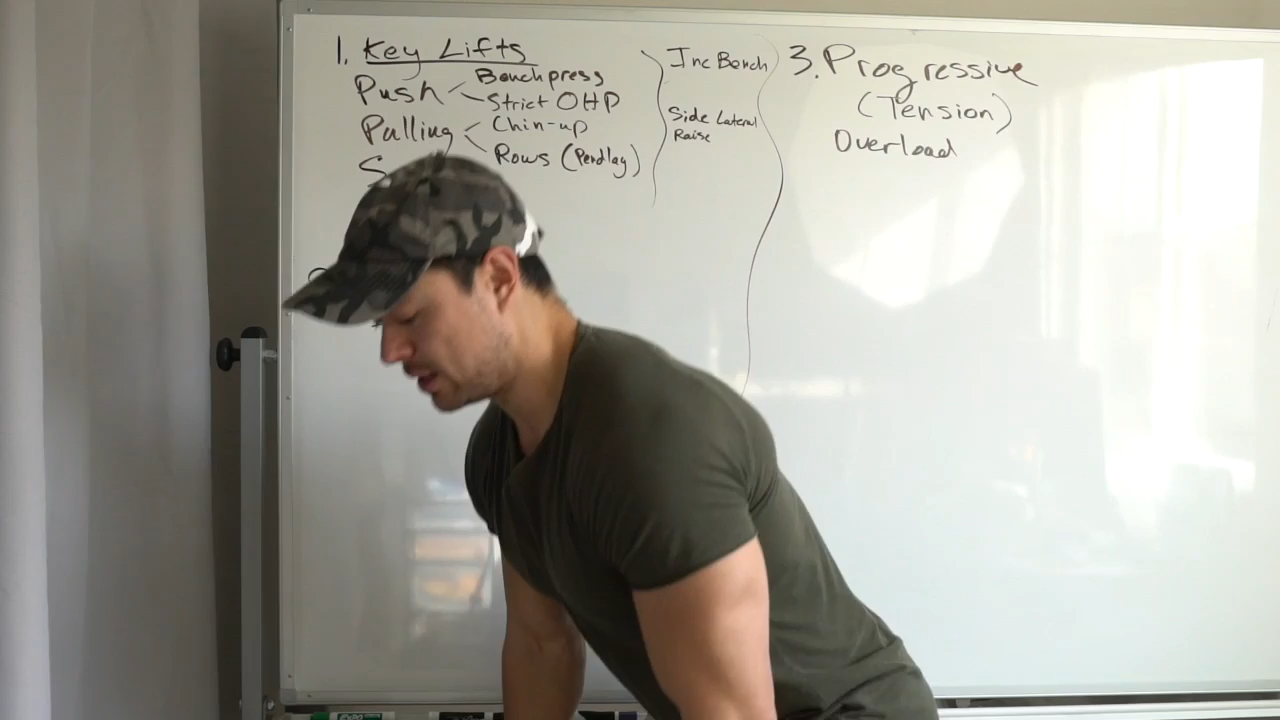 1. Key Lifts
Push
Benchpress
Strict OHP
Pulling
Chin-up
Rows (Pendlay)
S
Inc Bench
Side Lateral
Raise
3. Progressive
(Tension)
Overload
EXPO